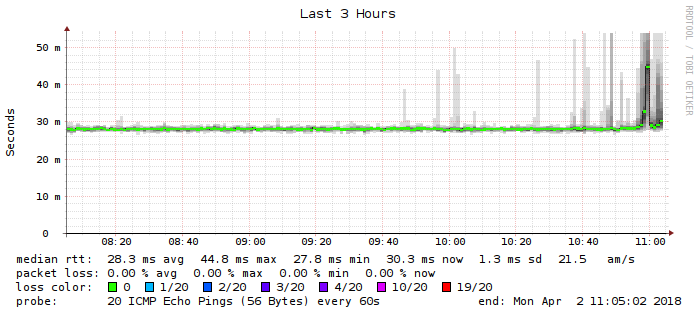 Last 3 Hours
RRDTOOL / TOBI OETIKER
Seconds
50 m
40 m
30 m
20 m
10 m
0
08:20 08:40 09:00 09:20 09:40 10:00 10:20 10:40 11:00
median rtt: 28.3 ms avg 44.8 ms max 27.8 ms min 30.3 ms now 1.3 ms sd 21.5 am/s
packet loss: 0.00 % avg 0.00 % max 0.00 % min 0.00 % now
loss color: 0 1/20 2/20 3/20 4/20 10/20 19/20
probe: 20 ICMP Echo Pings (56 Bytes) every 60s end: Mon Apr 2 11:05:02 2018